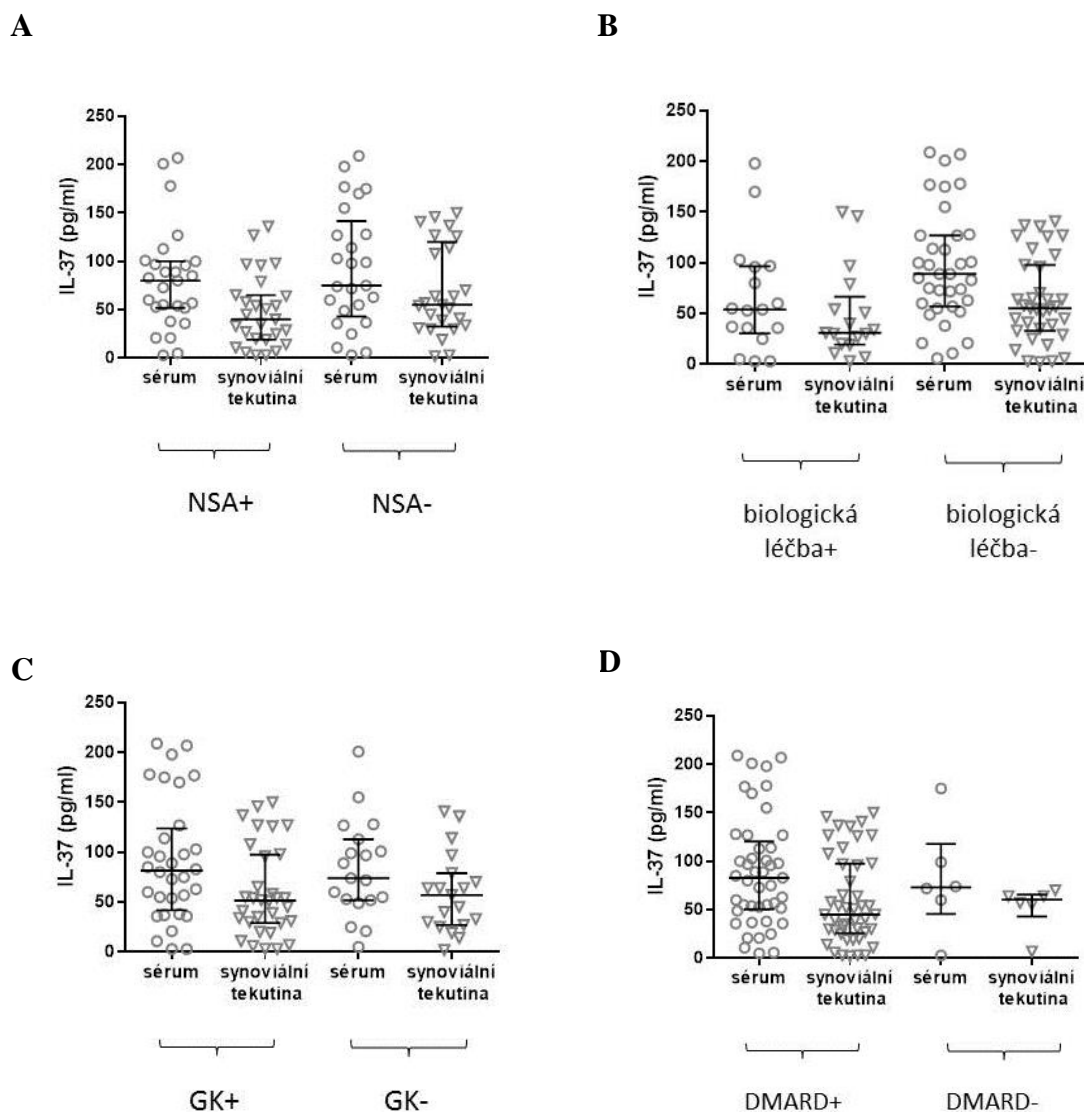 A
IL-37 (pg/ml)
250
200
150
100
50
0
sérum
synoviální
tekutina
sérum
synoviální
tekutina
NSA+
NSA-
B
IL-37 (pg/ml)
250
200
150
100
50
0
sérum
synoviální
tekutina
sérum
synoviální
tekutina
biologická
léčba+
biologická
léčba-
C
IL-37 (pg/ml)
250
200
150
100
50
0
sérum
synoviální
tekutina
sérum
synoviální
tekutina
GK+
GK-
D
IL-37 (pg/ml)
250
200
150
100
50
0
sérum
synoviální
tekutina
sérum
synoviální
tekutina
DMARD+
DMARD-